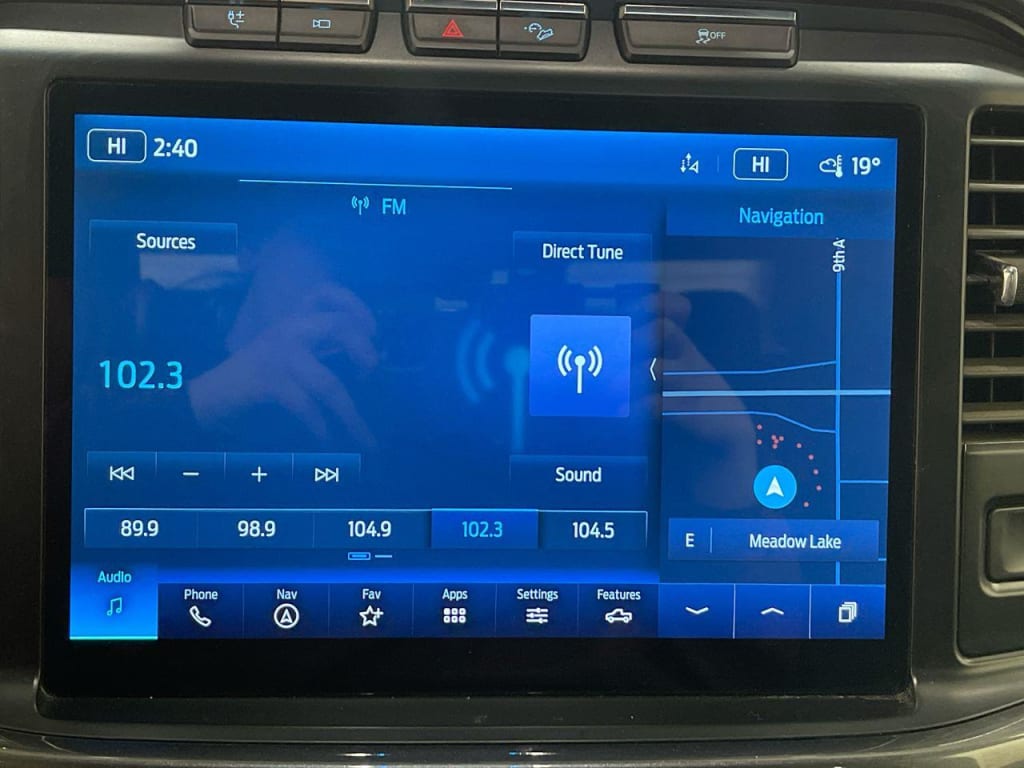 OFF
HI 2:40
HI 19°
FM
Navigation
Sources
Direct Tune
9th A
102.3
Sound
89.9 98.9 104.9 102.3 104.5
E Meadow Lake
Audio Phone Nav Fav Apps Settings Features